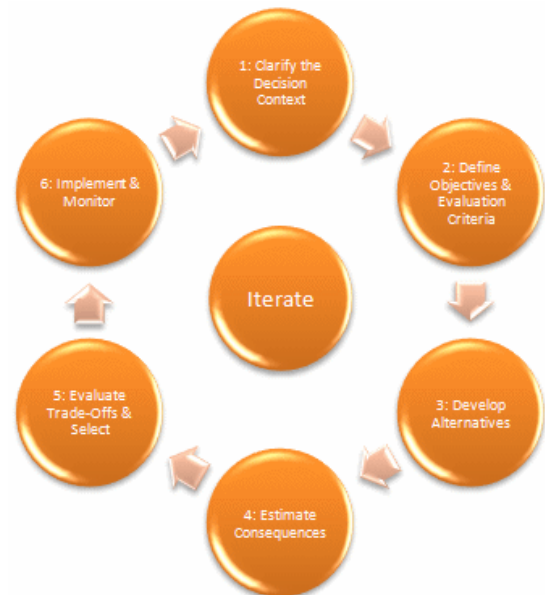 1: Clarify the
Decision
Context
2: Define
Objectives &
Evaluation
Criteria
3: Develop
Alternatives
4: Estimate
Consequences
5: Evaluate
Trade-Offs &
Select
6: Implement &
Monitor
Iterate